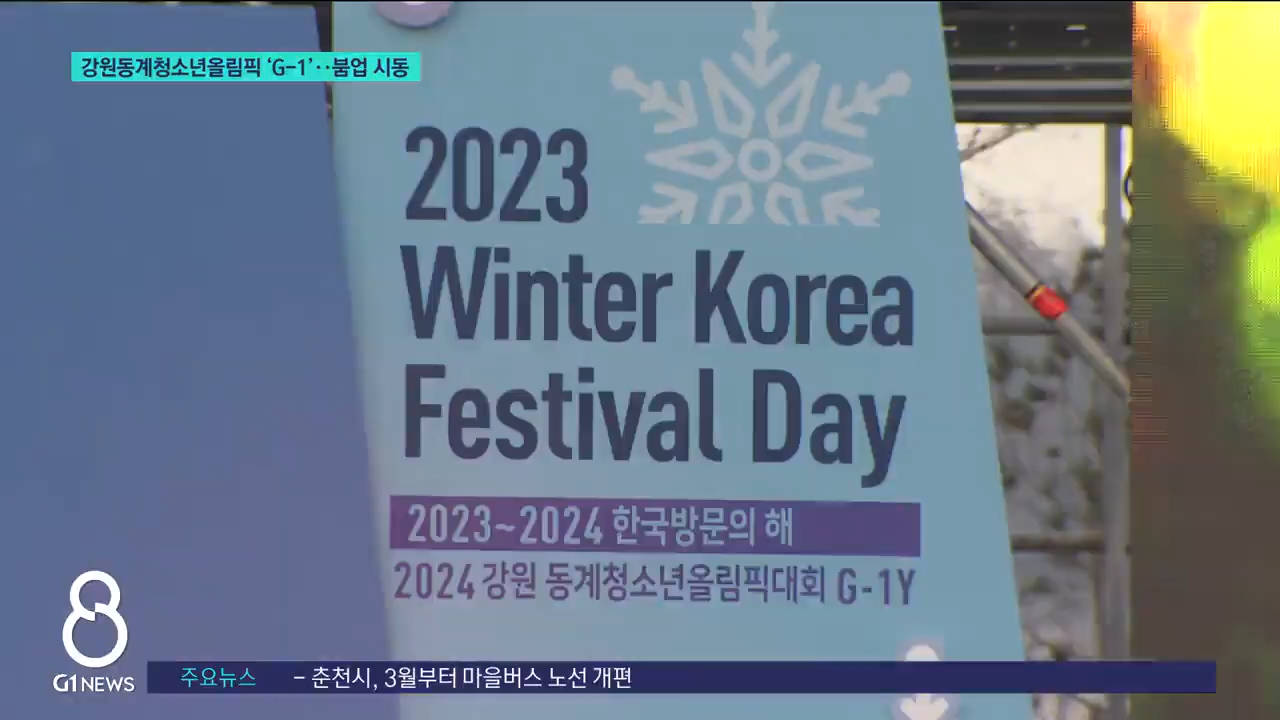 강원동계청소년올림픽 ‘G-1’··붐업 시동
2023
Winter Korea
Festival Day
2023~2024 한국방문의 해
2024 강원 동계청소년올림픽대회 G-1Y
8
G1 NEWS
주요뉴스 - 춘천시, 3월부터 마을버스 노선 개편